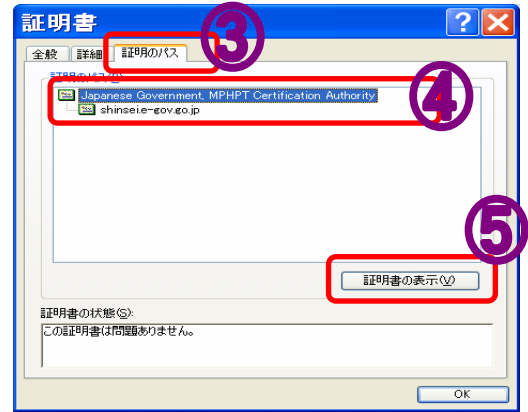 証明書
③
全般 詳細 証明のパス
証明のパス(P)
④
Japanese Government, MPHPT Certification Authority
shinsei.e-gov.go.jp
⑤
証明書の表示(V)
証明書の状態(S):
この証明書は問題ありません。
OK